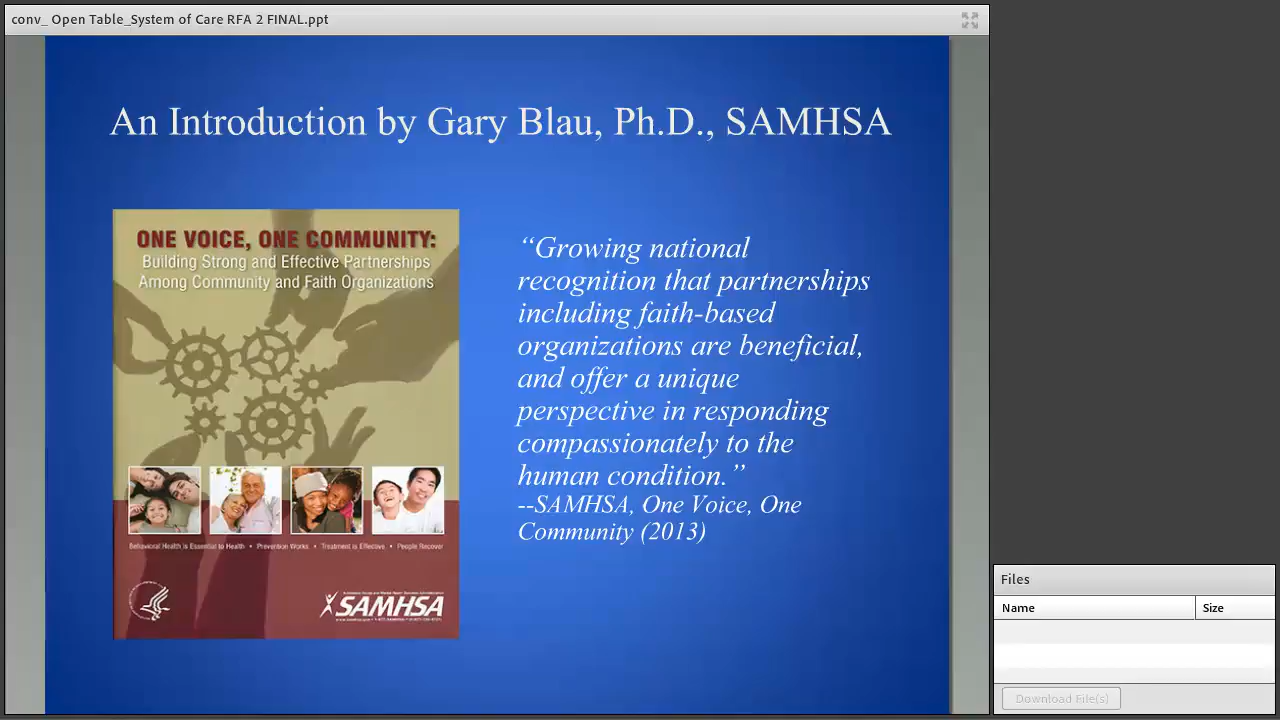 conv_ Open Table_System of Care RFA 2 FINAL.ppt
An Introduction by Gary Blau, Ph.D., SAMHSA
ONE VOICE, ONE COMMUNITY:
Building Strong and Effective Partnerships
Among Community and Faith Organizations
Behavioral Health is Essential to Health • Prevention Works • Treatment is Effective • People Recover
SAMHSA
“Growing national
recognition that partnerships
including faith-based
organizations are beneficial,
and offer a unique
perspective in responding
compassionately to the
human condition.”
--SAMHSA, One Voice, One
Community (2013)
Files
Name Size
Download File(s)